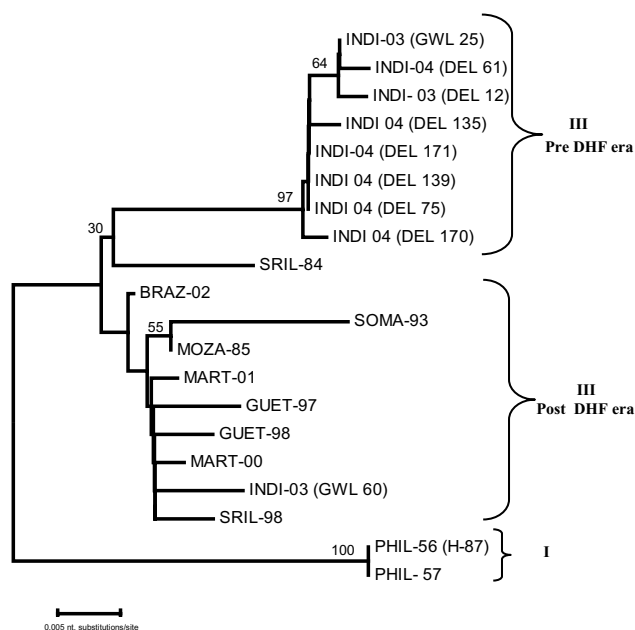 INDI-03 (GWL 25)
64
INDI-04 (DEL 61)
INDI- 03 (DEL 12)
III
INDI 04 (DEL 135)
Pre DHF era
INDI-04 (DEL 171)
INDI 04 (DEL 139)
97
INDI 04 (DEL 75)
30
INDI 04 (DEL 170)
SRIL-84
BRAZ-02
SOMA-93
55
MOZA-85
MART-01
III
GUET-97
Post DHF era
GUET-98
MART-00
INDI-03 (GWL 60)
SRIL-98
100
PHIL-56 (H-87)
I
PHIL- 57
0.005 nt. substitutions/site